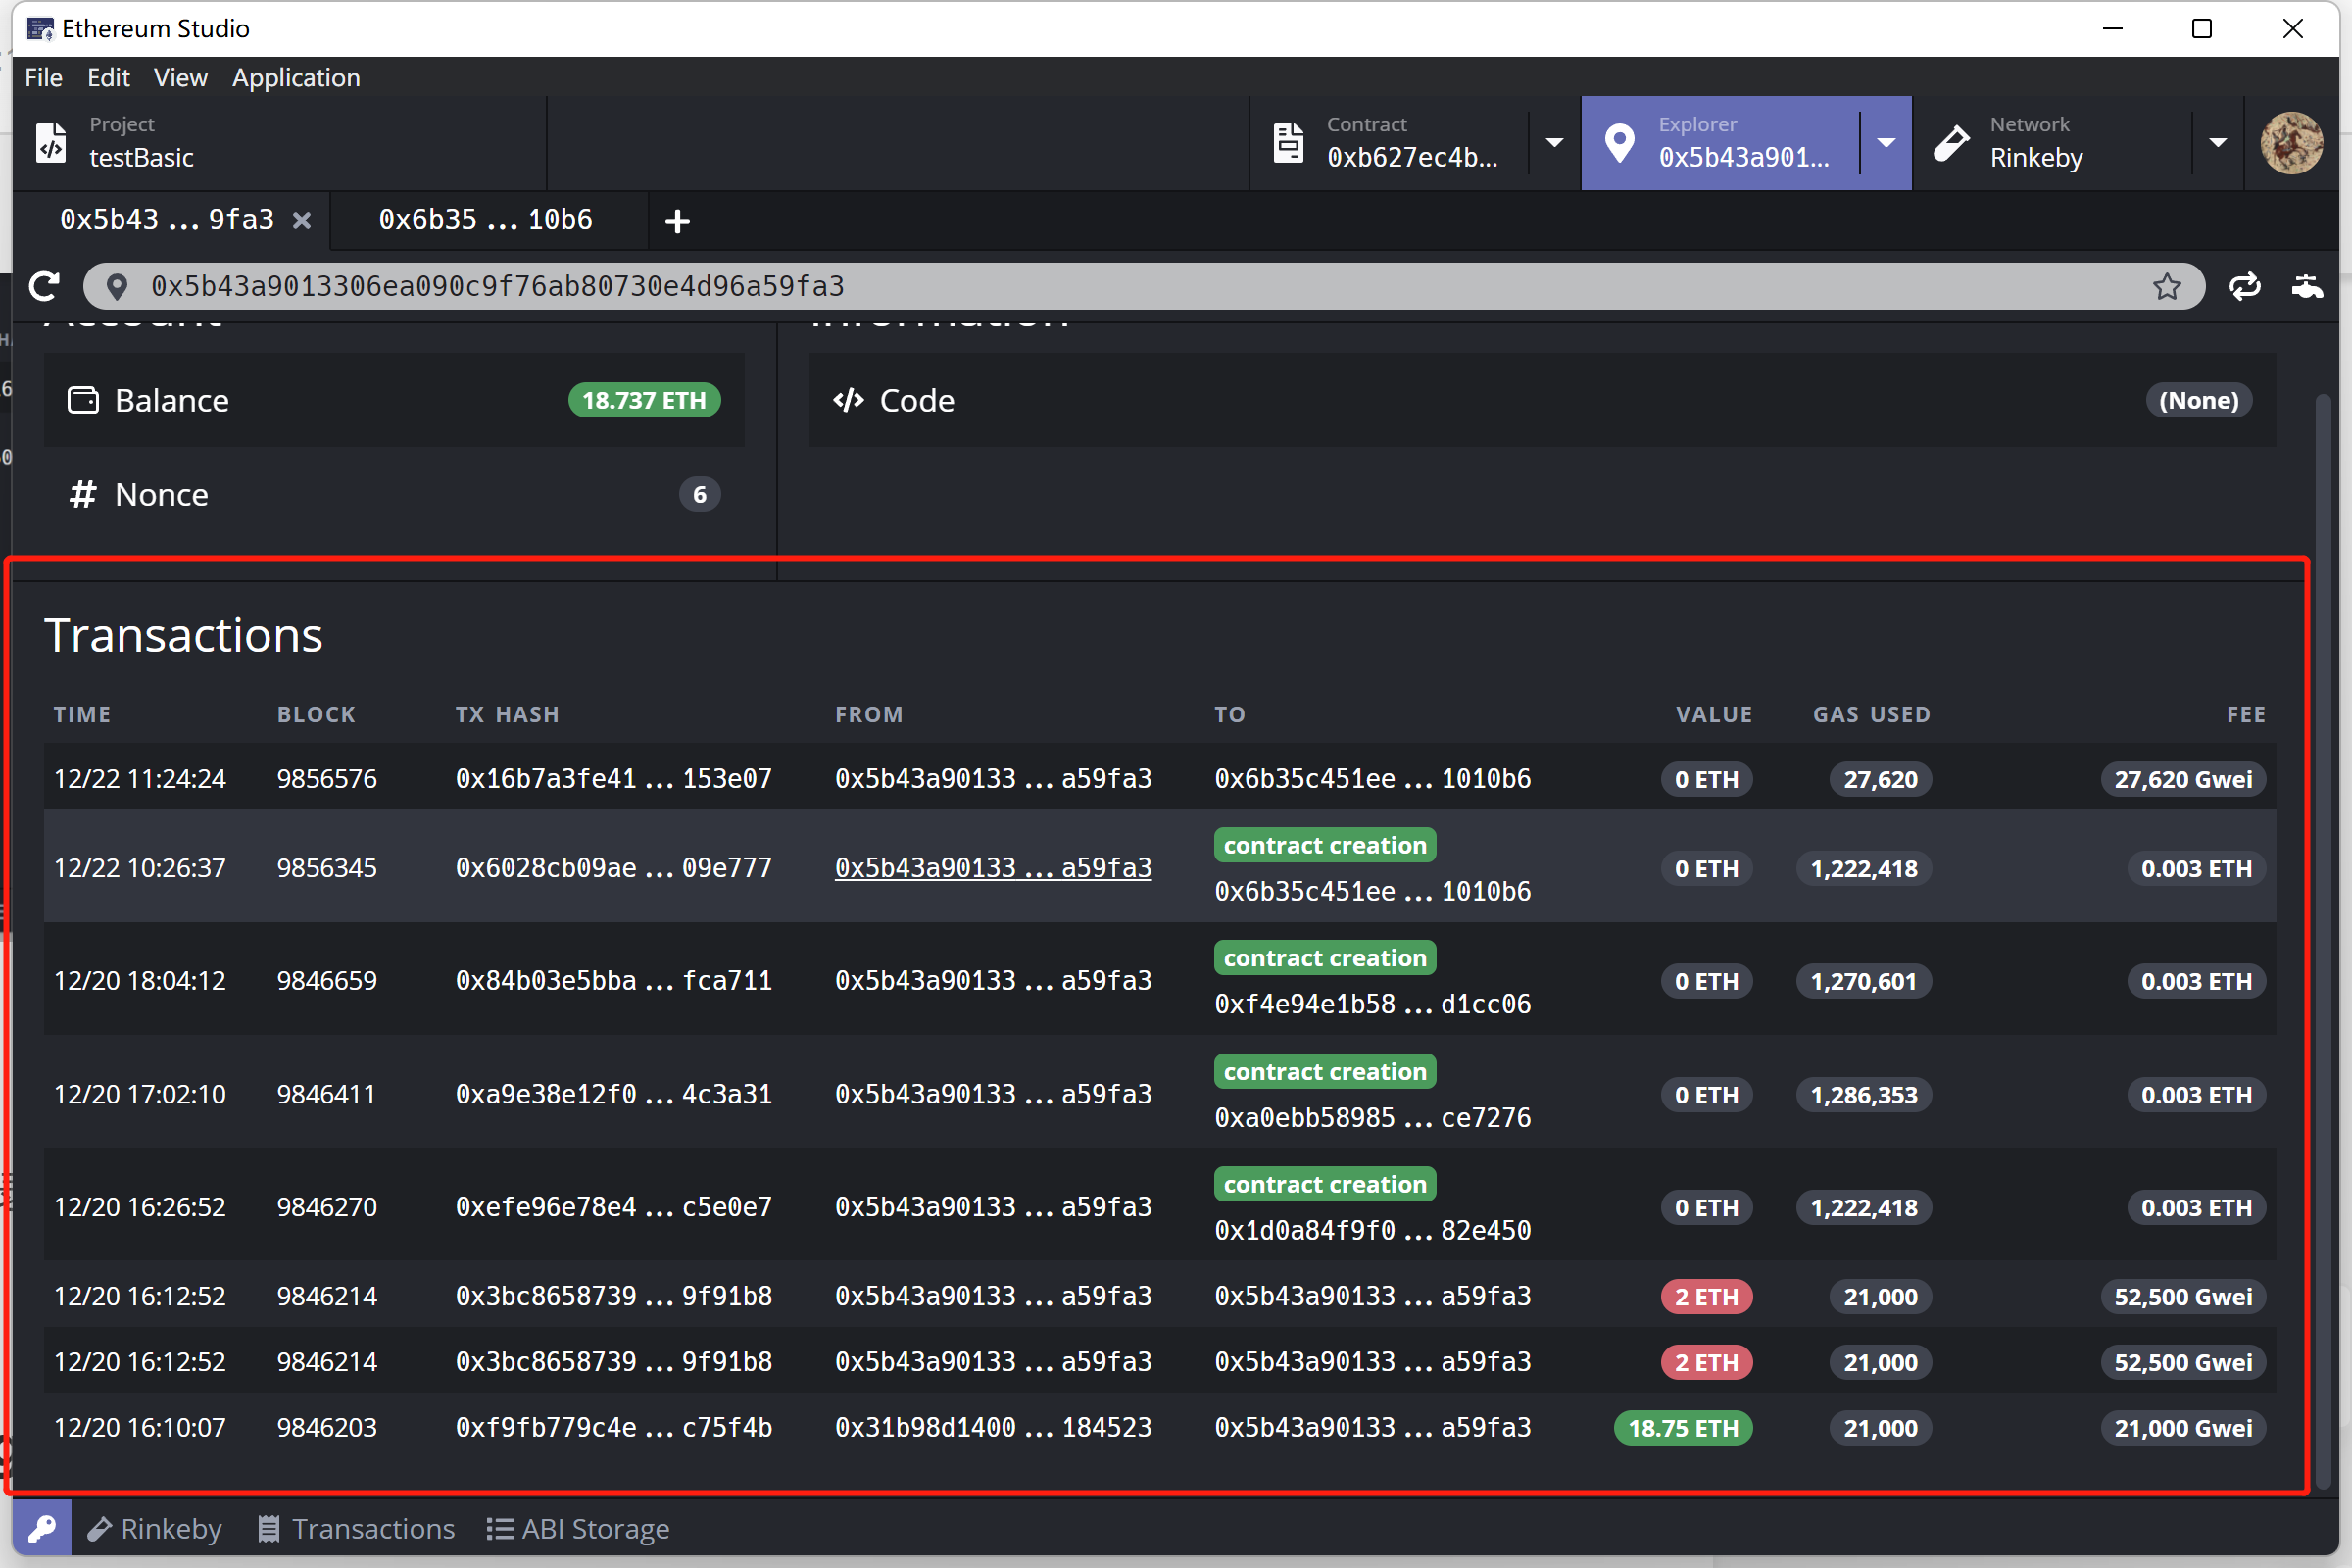 Ethereum Studio
File Edit View Application
Project
testBasic
Contract
0xb627ec4b...
Explorer
0x5b43a901...
Network
Rinkeby
0x5b43 ... 9fa3
0x6b35 ... 10b6
0x5b43a9013306ea090c9f76ab80730e4d96a59fa3
Account
Information
Balance 18.737 ETH
Code (None)
Nonce 6
Transactions
TIME BLOCK TX HASH FROM TO VALUE GAS USED FEE
12/22 11:24:24 9856576 0x16b7a3fe41 ... 153e07 0x5b43a90133 ... a59fa3 0x6b35c451ee ... 1010b6 0 ETH 27,620 27,620 Gwei
contract creation
12/22 10:26:37 9856345 0x6028cb09ae ... 09e777 0x5b43a90133 ... a59fa3 0x6b35c451ee ... 1010b6 0 ETH 1,222,418 0.003 ETH
contract creation
12/20 18:04:12 9846659 0x84b03e5bba ... fca711 0x5b43a90133 ... a59fa3 0xf4e94e1b58 ... d1cc06 0 ETH 1,270,601 0.003 ETH
contract creation
12/20 17:02:10 9846411 0xa9e38e12f0 ... 4c3a31 0x5b43a90133 ... a59fa3 0xa0ebb58985 ... ce7276 0 ETH 1,286,353 0.003 ETH
contract creation
12/20 16:26:52 9846270 0xefe96e78e4 ... c5e0e7 0x5b43a90133 ... a59fa3 0x1d0a84f9f0 ... 82e450 0 ETH 1,222,418 0.003 ETH
12/20 16:12:52 9846214 0x3bc8658739 ... 9f91b8 0x5b43a90133 ... a59fa3 0x5b43a90133 ... a59fa3 2 ETH 21,000 52,500 Gwei
12/20 16:12:52 9846214 0x3bc8658739 ... 9f91b8 0x5b43a90133 ... a59fa3 0x5b43a90133 ... a59fa3 2 ETH 21,000 52,500 Gwei
12/20 16:10:07 9846203 0xf9fb779c4e ... c75f4b 0x31b98d1400 ... 184523 0x5b43a90133 ... a59fa3 18.75 ETH 21,000 21,000 Gwei
Rinkeby Transactions ABI Storage